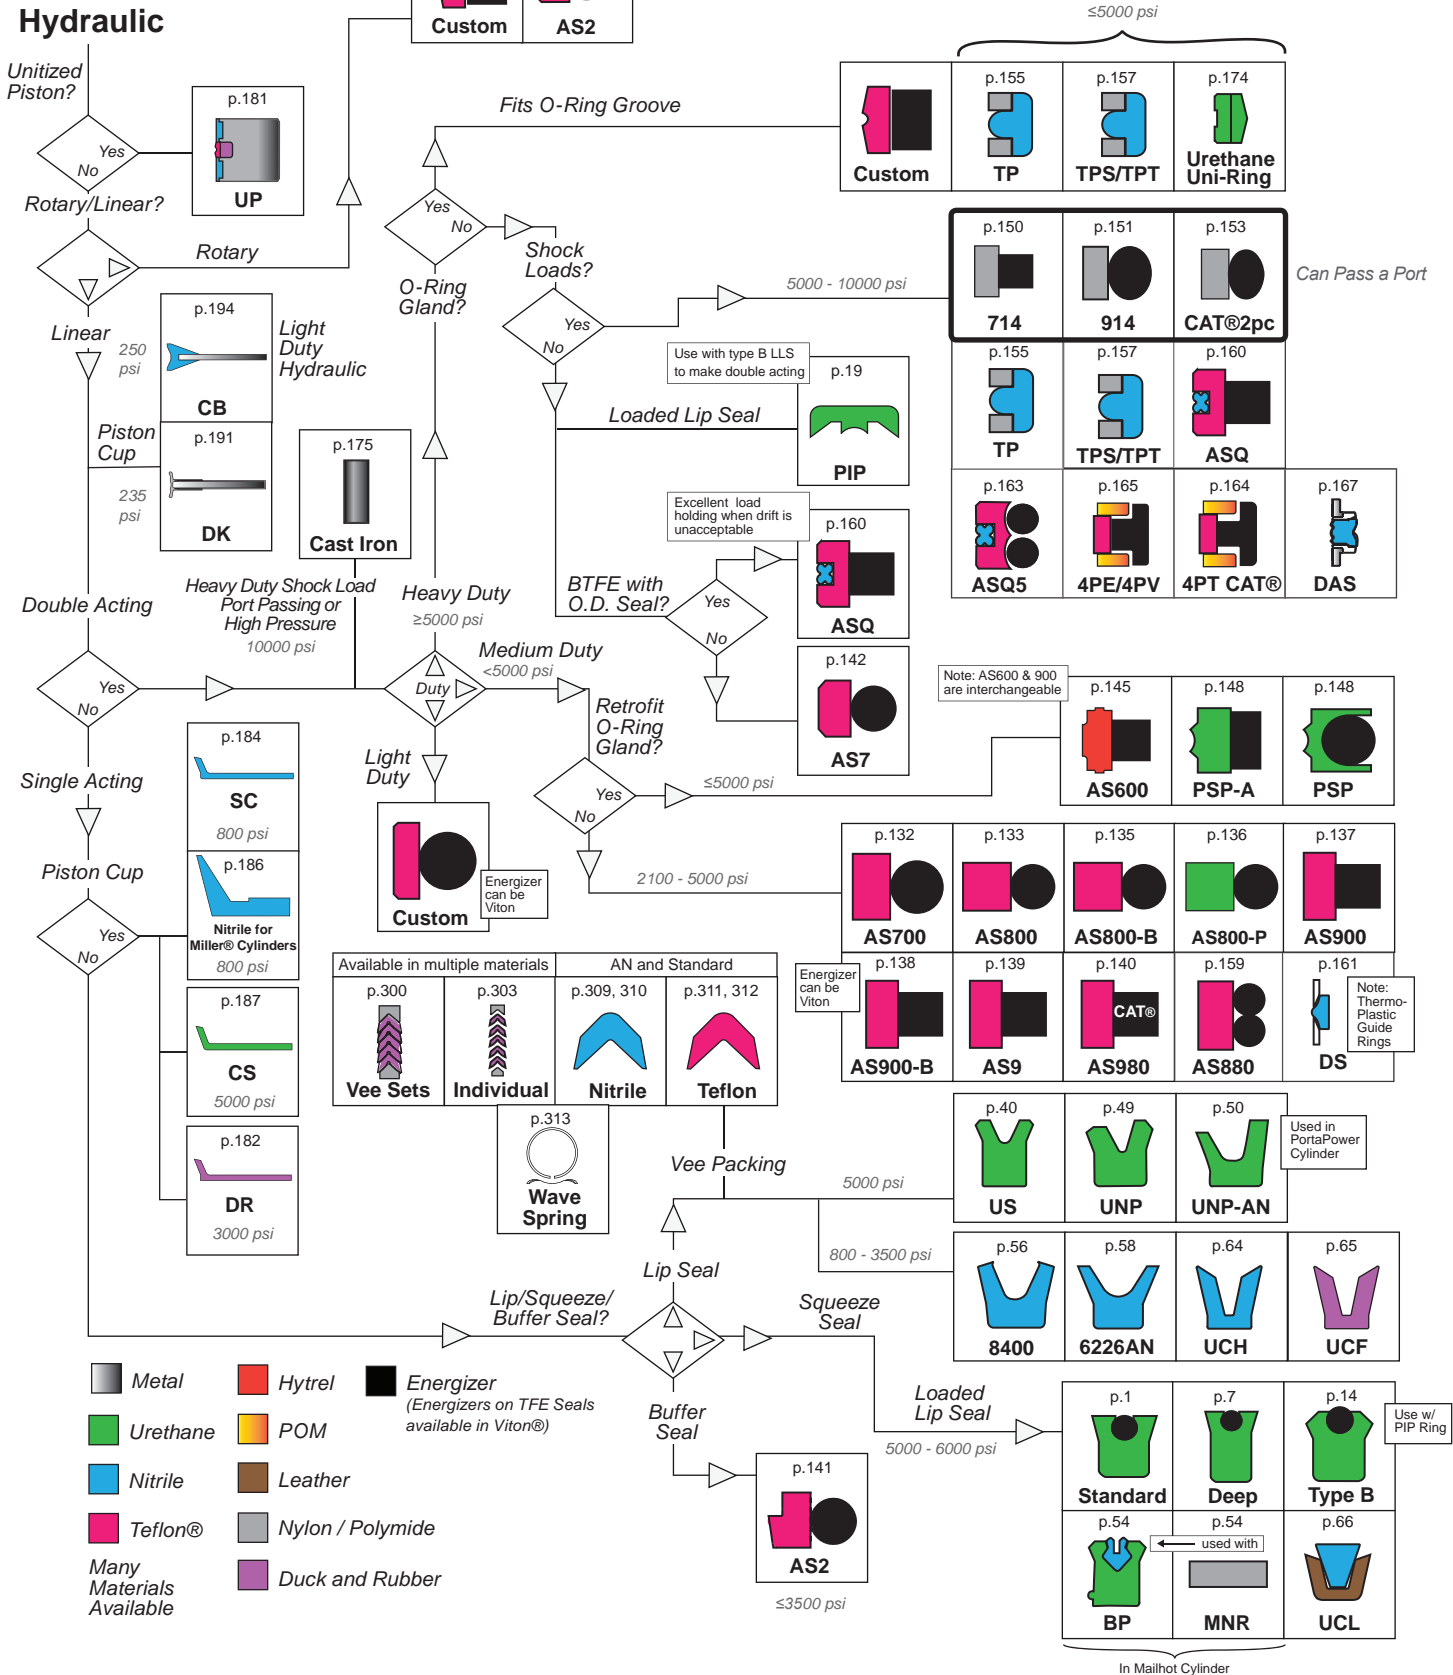 Hydraulic
Custom
AS2
≤5000 psi
Unitized
Piston?
Yes
No
p.181
UP
Rotary/Linear?
Rotary
Linear
250
psi
p.194
CB
Light
Duty
Hydraulic
Piston
Cup
235
psi
p.191
DK
p.175
Cast Iron
Heavy Duty Shock Load
Port Passing or
High Pressure
10000 psi
Fits O-Ring Groove
Yes
No
O-Ring
Gland?
Custom
p.155
TP
p.157
TPS/TPT
p.174
Urethane
Uni-Ring
Shock
Loads?
Yes
No
5000 - 10000 psi
p.150
714
p.151
914
p.153
CAT®2pc
Can Pass a Port
p.155
TP
p.157
TPS/TPT
p.160
ASQ
p.163
ASQ5
p.165
4PE/4PV
p.164
4PT CAT®
p.167
DAS
Use with type B LLS
to make double acting
p.19
PIP
Loaded Lip Seal
Excellent load
holding when drift is
unacceptable
p.160
ASQ
BTFE with
O.D. Seal?
Yes
No
p.142
AS7
Double Acting
Yes
No
Heavy Duty
≥5000 psi
Duty
Medium Duty
<5000 psi
Light
Duty
Custom
Energizer
can be
Viton
Retrofit
O-Ring
Gland?
Yes
No
≤5000 psi
Note: AS600 & 900
are interchangeable
p.145
AS600
p.148
PSP-A
p.148
PSP
2100 - 5000 psi
p.132
AS700
p.133
AS800
p.135
AS800-B
p.136
AS800-P
p.137
AS900
Energizer
can be
Viton
p.138
AS900-B
p.139
AS9
p.140
CAT®
AS980
p.159
AS880
p.161
DS
Note:
Thermo-
Plastic
Guide
Rings
Single Acting
Piston Cup
Yes
No
p.184
SC
800 psi
p.186
Nitrile for
Miller® Cylinders
800 psi
p.187
CS
5000 psi
p.182
DR
3000 psi
Available in multiple materials
AN and Standard
p.300
Vee Sets
p.303
Individual
p.309, 310
Nitrile
p.311, 312
Teflon
p.313
Wave
Spring
Vee Packing
5000 psi
p.40
US
p.49
UNP
p.50
UNP-AN
Used in
PortaPower
Cylinder
800 - 3500 psi
p.56
8400
p.58
6226AN
p.64
UCH
p.65
UCF
Lip Seal
Lip/Squeeze/
Buffer Seal?
Squeeze
Seal
Buffer
Seal
p.141
AS2
≤3500 psi
Loaded
Lip Seal
5000 - 6000 psi
p.1
Standard
p.7
Deep
p.14
Type B
Use w/
PIP Ring
p.54
BP
used with
p.54
MNR
p.66
UCL
In Mailhot Cylinder
Metal
Urethane
Nitrile
Teflon®
Many
Materials
Available
Hytrel
POM
Leather
Nylon / Polymide
Duck and Rubber
Energizer
(Energizers on TFE Seals
available in Viton®)